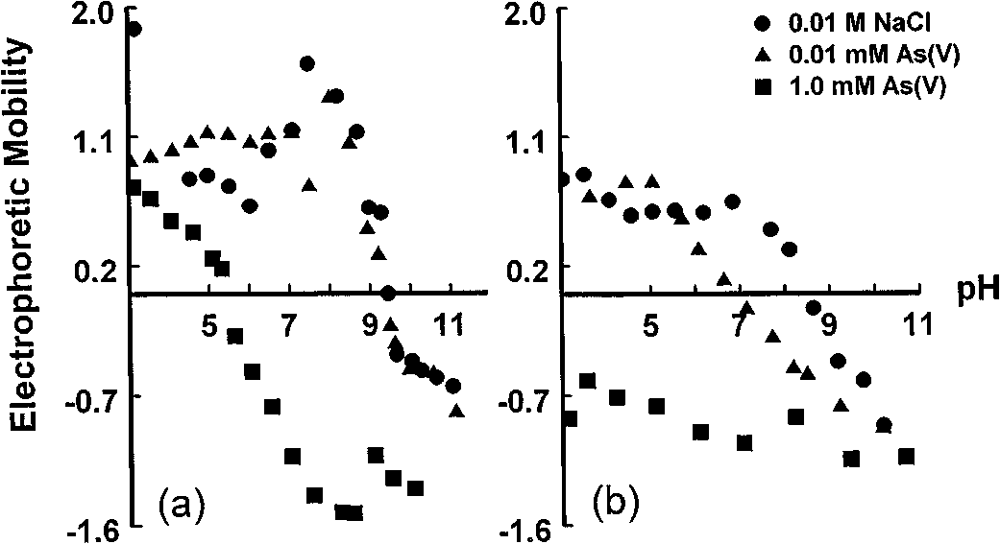 Electrophoretic Mobility
2.0
1.1
0.2
-0.7
-1.6
5 7 9 11
(a)
2.0
1.1
0.2
-0.7
-1.6
5 7 9 11
pH
(b)
0.01 M NaCl
0.01 mM As(V)
1.0 mM As(V)